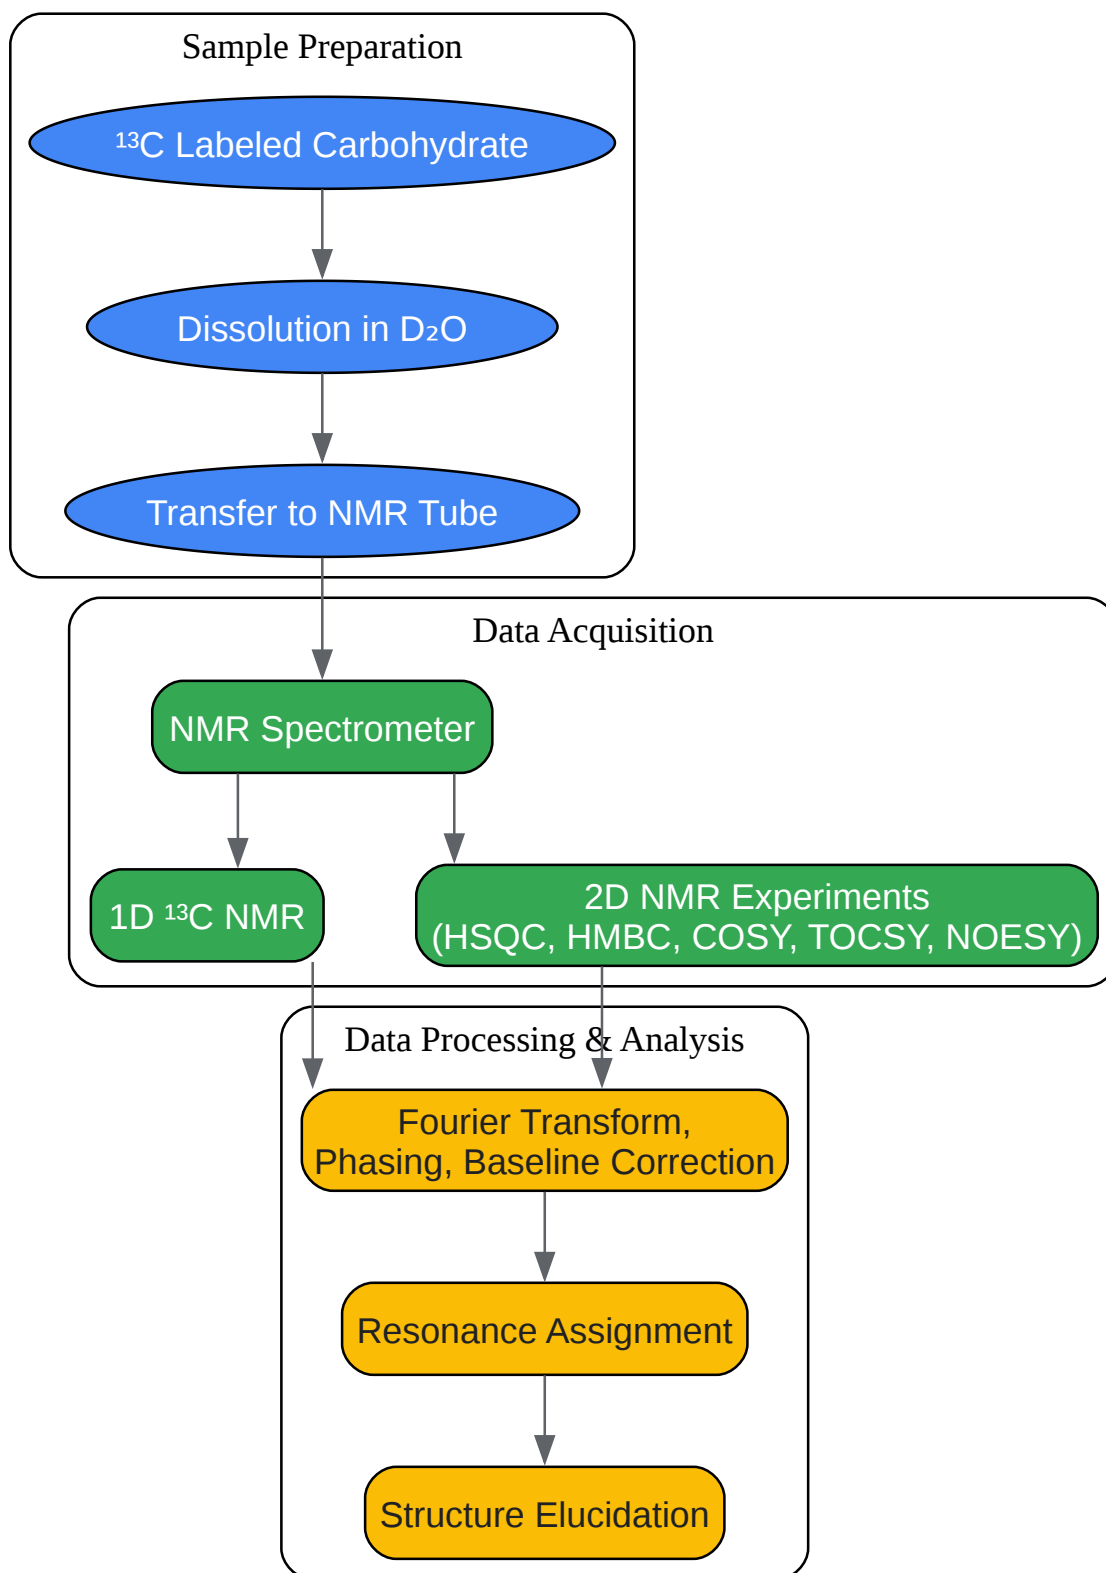 Sample Preparation
¹³C Labeled Carbohydrate
Dissolution in D₂O
Transfer to NMR Tube
Data Acquisition
NMR Spectrometer
1D ¹³C NMR
2D NMR Experiments
(HSQC, HMBC, COSY, TOCSY, NOESY)
Data Processing & Analysis
Fourier Transform,
Phasing, Baseline Correction
Resonance Assignment
Structure Elucidation